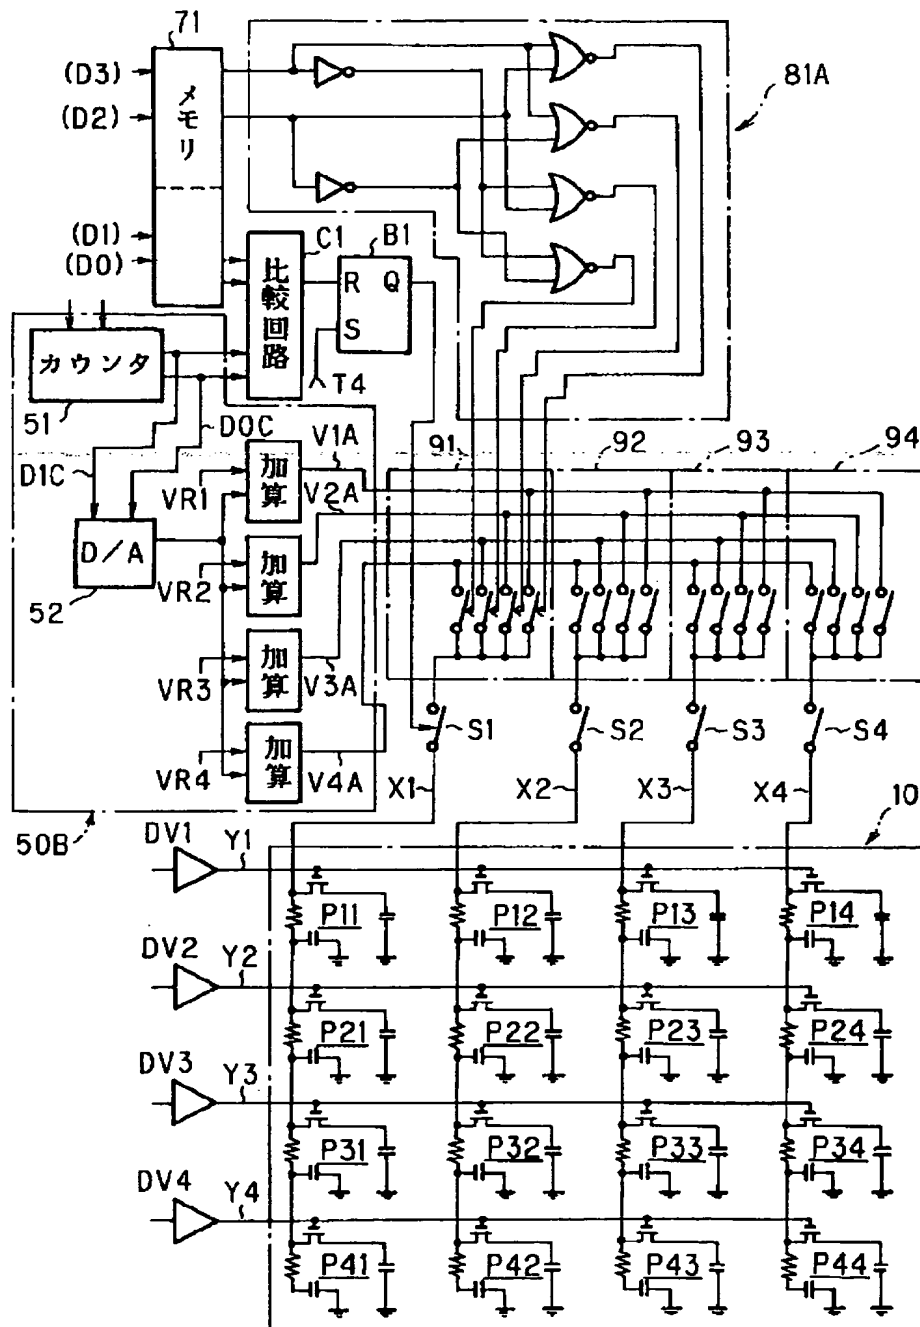 71
(D3)
(D2)
メモリ
81A
(D1)
(D0)
C1
B1
比較回路
R Q
S
T4
カウンタ
51
D0C
D1C
V1A
加算
VR1
V2A
D/A
52
加算
VR2
加算
VR3
V3A
加算
VR4
V4A
50B
91
92
93
94
S1
S2
S3
S4
X1
X2
X3
X4
10
DV1
Y1
P11
P12
P13
P14
DV2
Y2
P21
P22
P23
P24
DV3
Y3
P31
P32
P33
P34
DV4
Y4
P41
P42
P43
P44